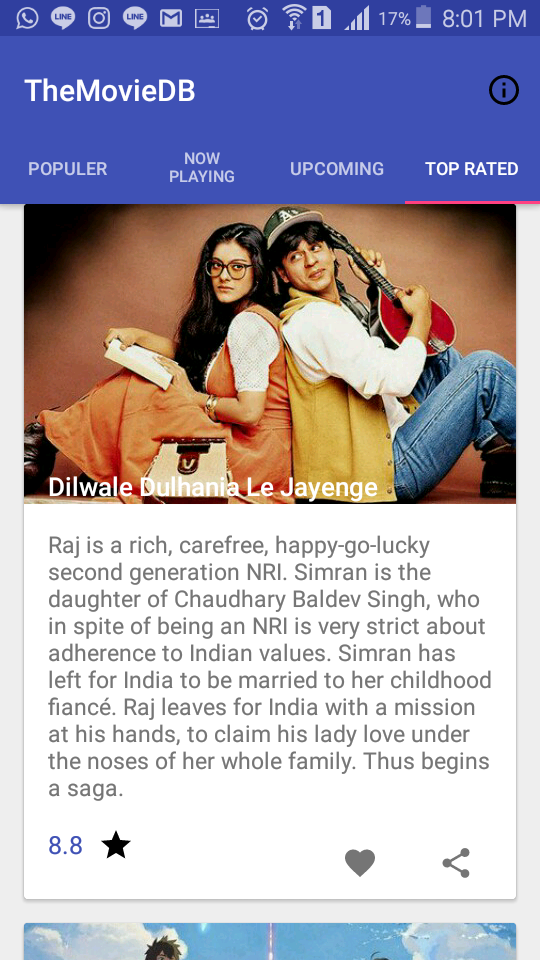 LINE
LINE
1
17%
8:01 PM
TheMovieDB
POPULER
NOW
PLAYING
UPCOMING
TOP RATED
A's
Dilwale Dulhania Le Jayenge
Raj is a rich, carefree, happy-go-lucky
second generation NRI. Simran is the
daughter of Chaudhary Baldev Singh, who
in spite of being an NRI is very strict about
adherence to Indian values. Simran has
left for India to be married to her childhood
fiancé. Raj leaves for India with a mission
at his hands, to claim his lady love under
the noses of her whole family. Thus begins
a saga.
8.8